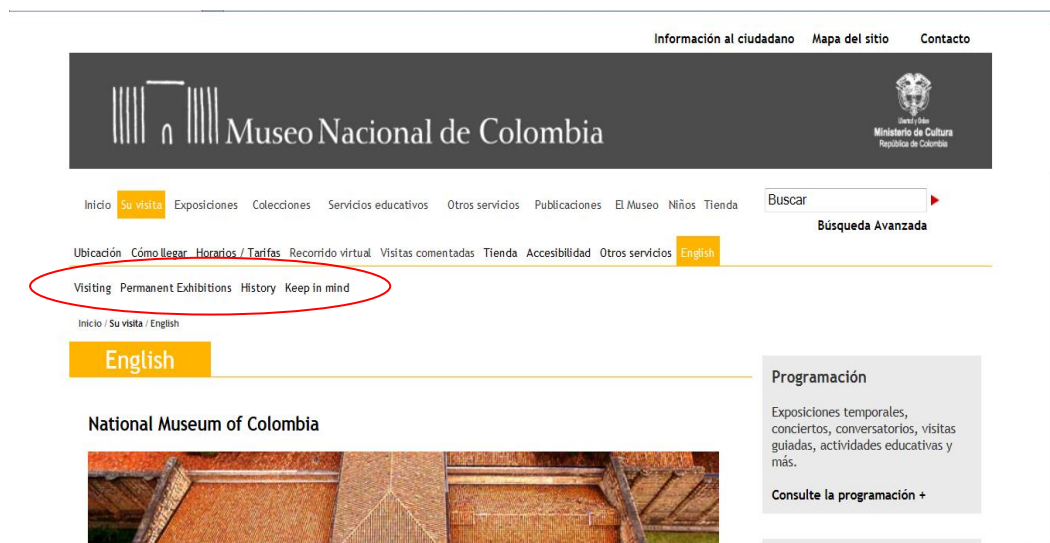 Información al ciudadano Mapa del sitio Contacto
Museo Nacional de Colombia
Libertad y Orden
Ministerio de Cultura
República de Colombia
Inicio Su visita Exposiciones Colecciones Servicios educativos Otros servicios Publicaciones El Museo Niños Tienda
Buscar
Búsqueda Avanzada
Ubicación Cómo llegar Horarios / Tarifas Recorrido virtual Visitas comentadas Tienda Accesibilidad Otros servicios English
Visiting Permanent Exhibitions History Keep in mind
Inicio / Su visita / English
English
National Museum of Colombia
Programación
Exposiciones temporales,
conciertos, conversatorios, visitas
guiadas, actividades educativas y
más.
Consulte la programación +